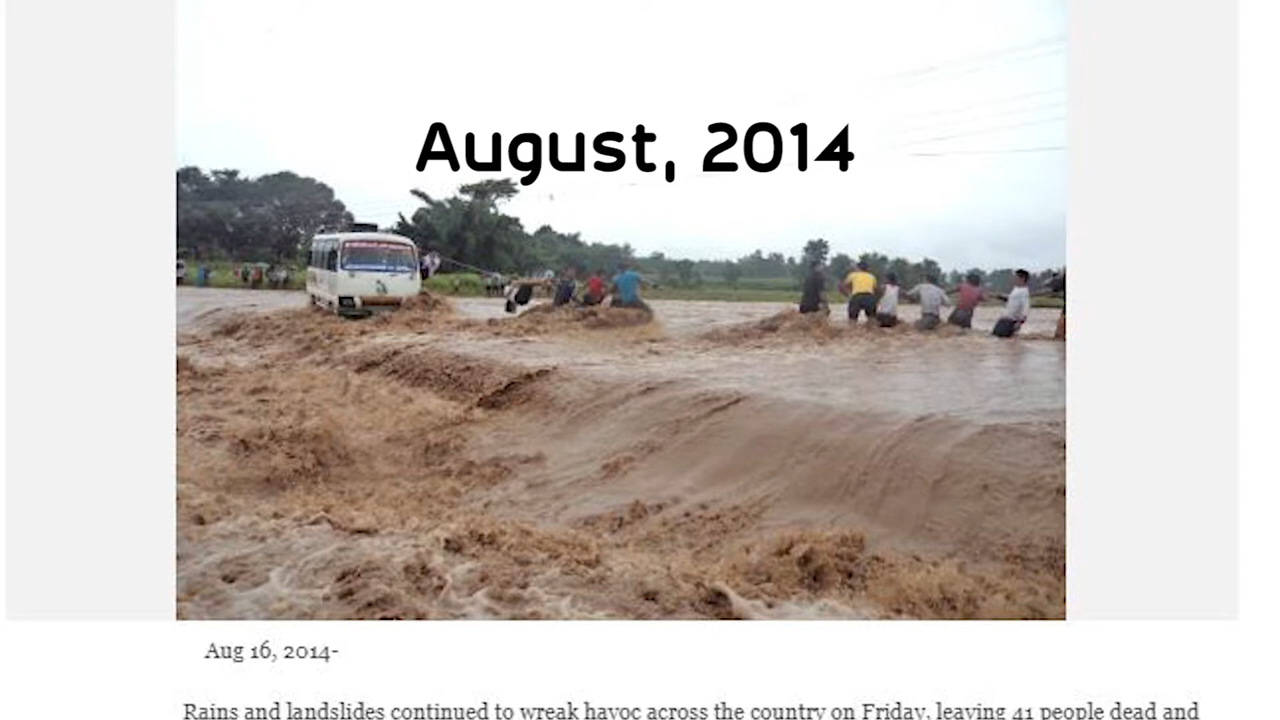 August, 2014
Aug 16, 2014-
Rains and landslides continued to wreak havoc across the country on Friday, leaving 41 people dead and